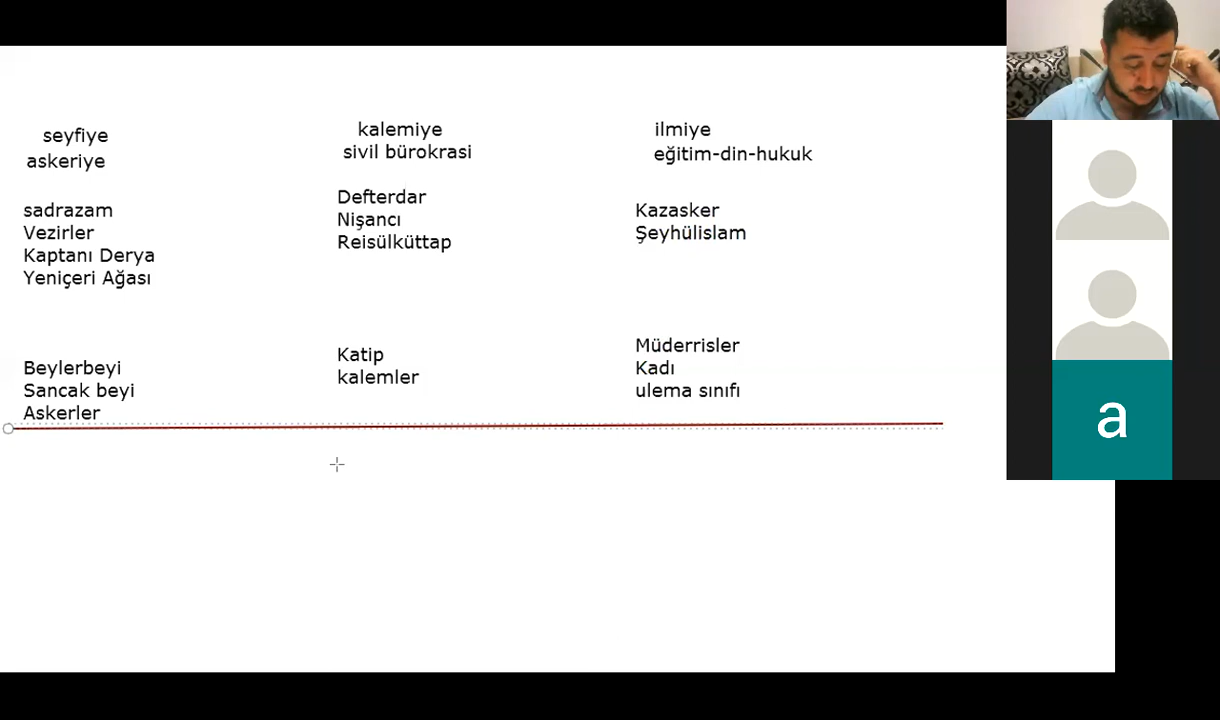 seyfiye
askeriye
sadrazam
Vezirler
Kaptanı Derya
Yeniçeri Ağası
Beylerbeyi
Sancak beyi
Askerler
kalemiye
sivil bürokrasi
Defterdar
Nişancı
Reisülküttap
Katip
kalemler
ilmiye
eğitim-din-hukuk
Kazasker
Şeyhülislam
Müderrisler
Kadı
ulema sınıfı
a